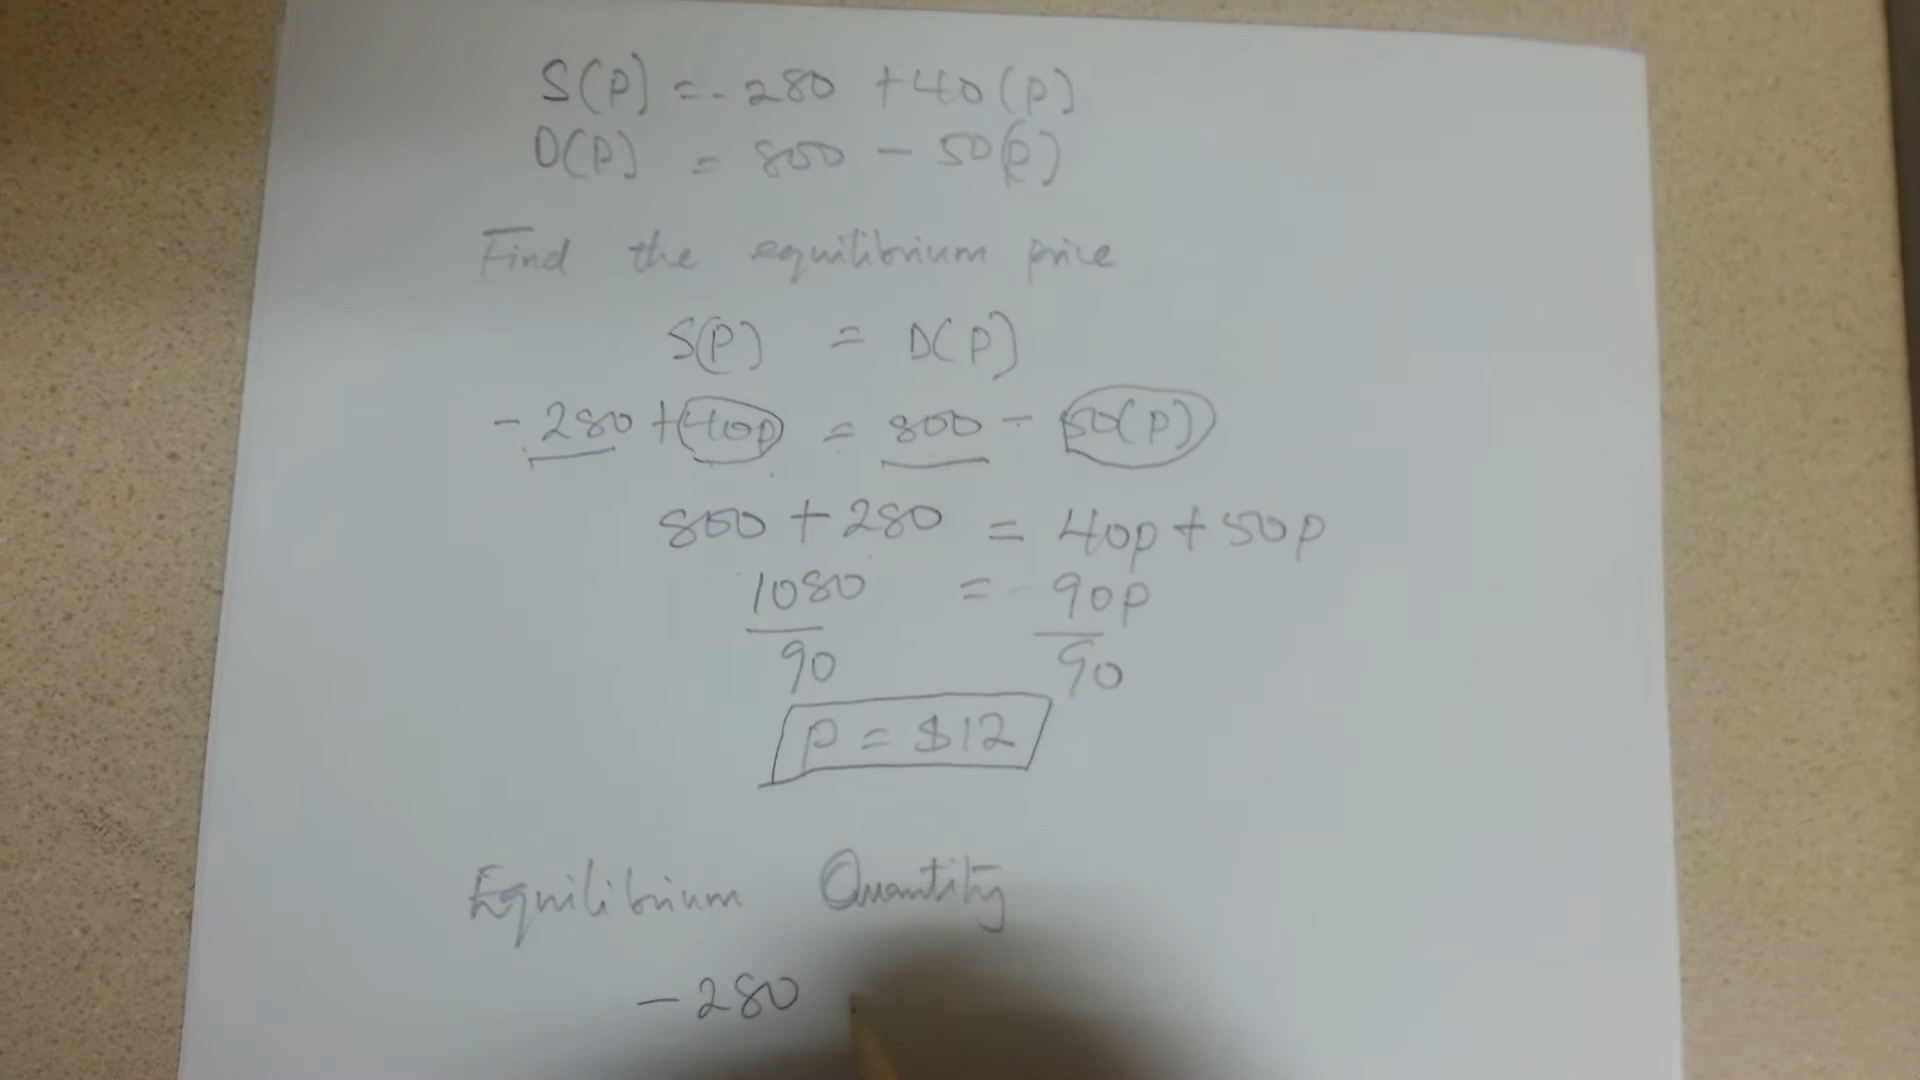 S(P) = -280 + 40(P)
D(P) = 800 - 50(P)
Find the equilibrium price
S(P) = D(P)
- 280 + 40p = 800 - 50(P)
800 + 280 = 40p + 50p
1080 = 90p
90 90
P = $12
Equilibrium Quantity
- 280